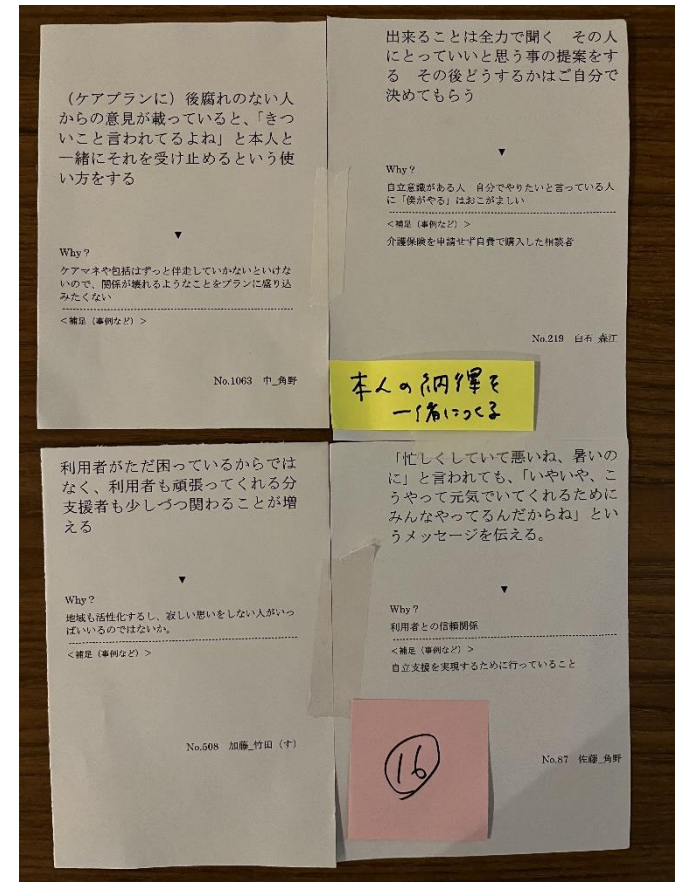 （ケアプランに）後腐れのない人
からの意見が載っていると、「きつ
いこと言われてるよね」と本人と
一緒にそれを受け止めるという使
い方をする
▼
Why？
ケアマネや包括はずっと伴走していかないといけな
いので、関係が壊れるようなことをプランに盛り込
みたくない
＜補足（事例など）＞
No.1063 中_角野
出来ることは全力で聞く その人
にとっていいと思う事の提案をす
る その後どうするかはご自分で
決めてもらう
▼
Why？
自立意識がある人 自分でやりたいと言っている人
に「僕がやる」はおこがましい
＜補足（事例など）＞
介護保険を申請せず自費で購入した相談者
No.219 白石_森江
本人の納得を
一緒につくる
利用者がただ困っているからでは
なく、利用者も頑張ってくれる分
支援者も少しづつ関わることが増
える
▼
Why？
地域も活性化するし、寂しい思いをしない人がいっ
ぱいいるのではないか。
＜補足（事例など）＞
No.508 加藤_竹田（す）
「忙しくしていて悪いね、暑いの
に」と言われても、「いやいや、こ
うやって元気でいてくれるために
みんなやってるんだからね」とい
うメッセージを伝える。
▼
Why？
利用者との信頼関係
＜補足（事例など）＞
自立支援を実現するために行っていること
No.87 佐藤_角野
16